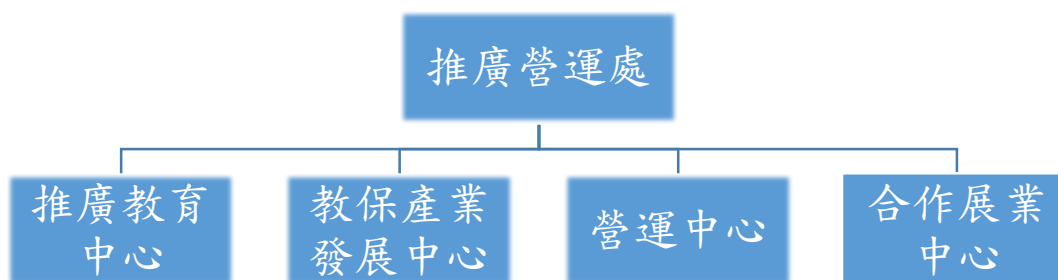 推廣營運處
推廣教育
中心
教保產業
發展中心
營運中心
合作展業
中心